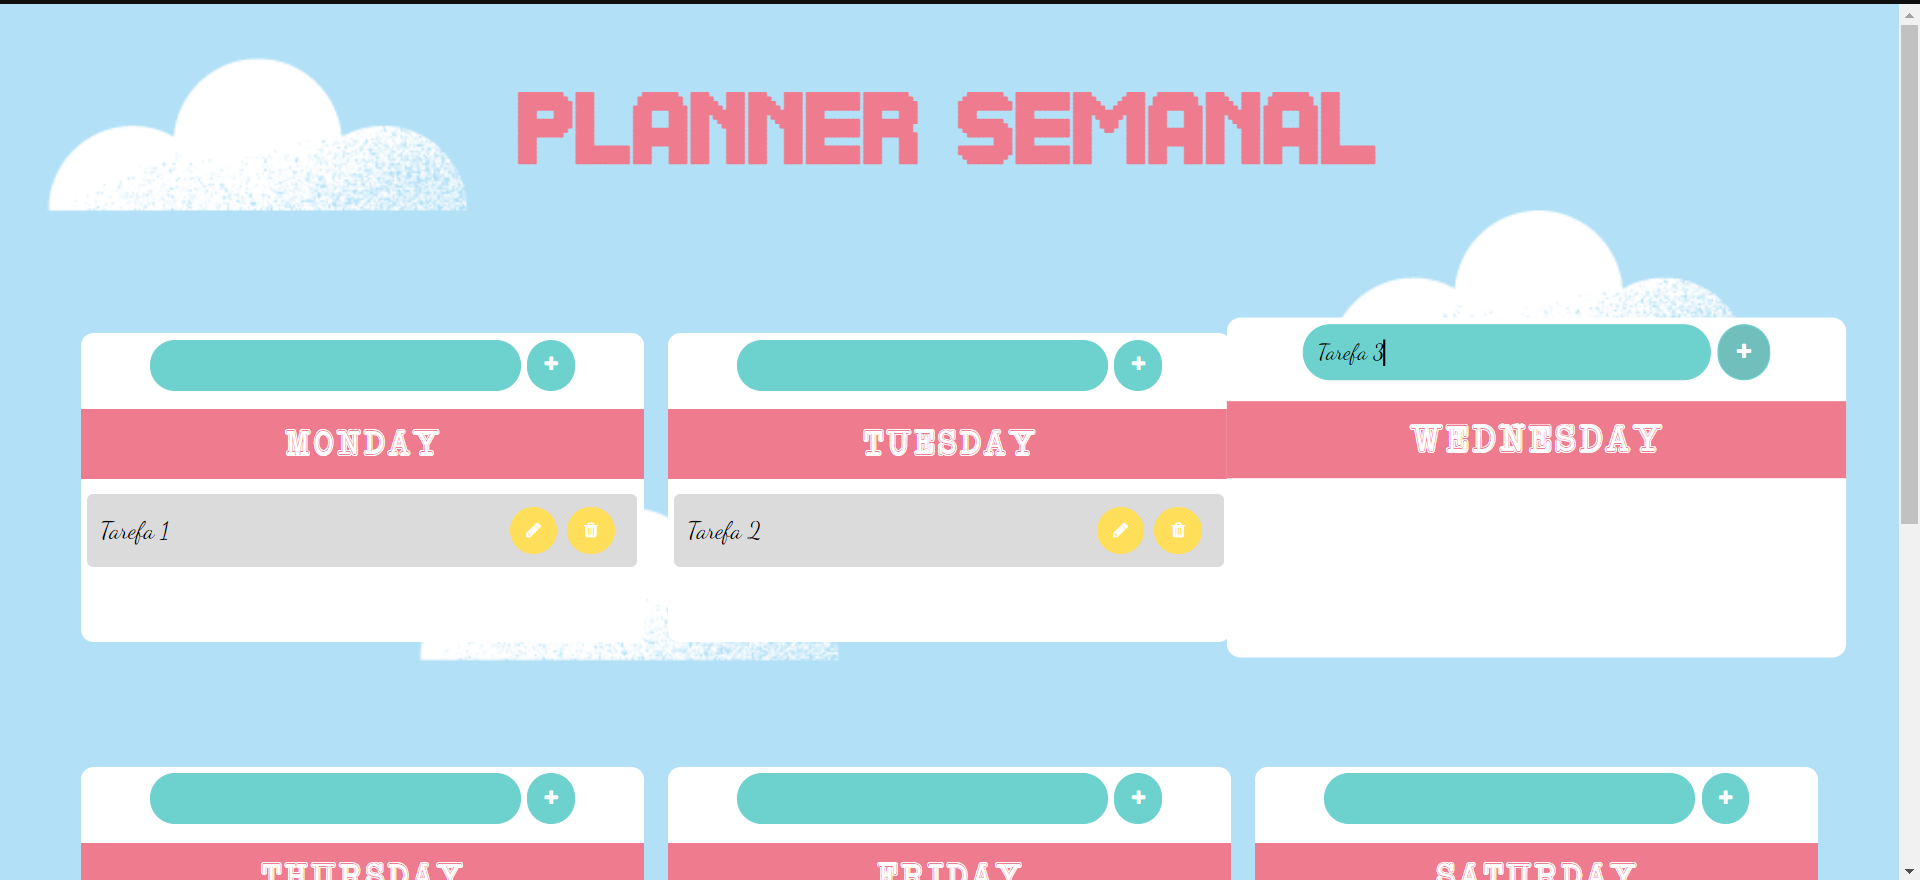 PLANNER SEMANAL
Tarefa 3
MONDAY
TUESDAY
WEDNESDAY
Tarefa 1
Tarefa 2
THURSDAY
FRIDAY
SATURDAY